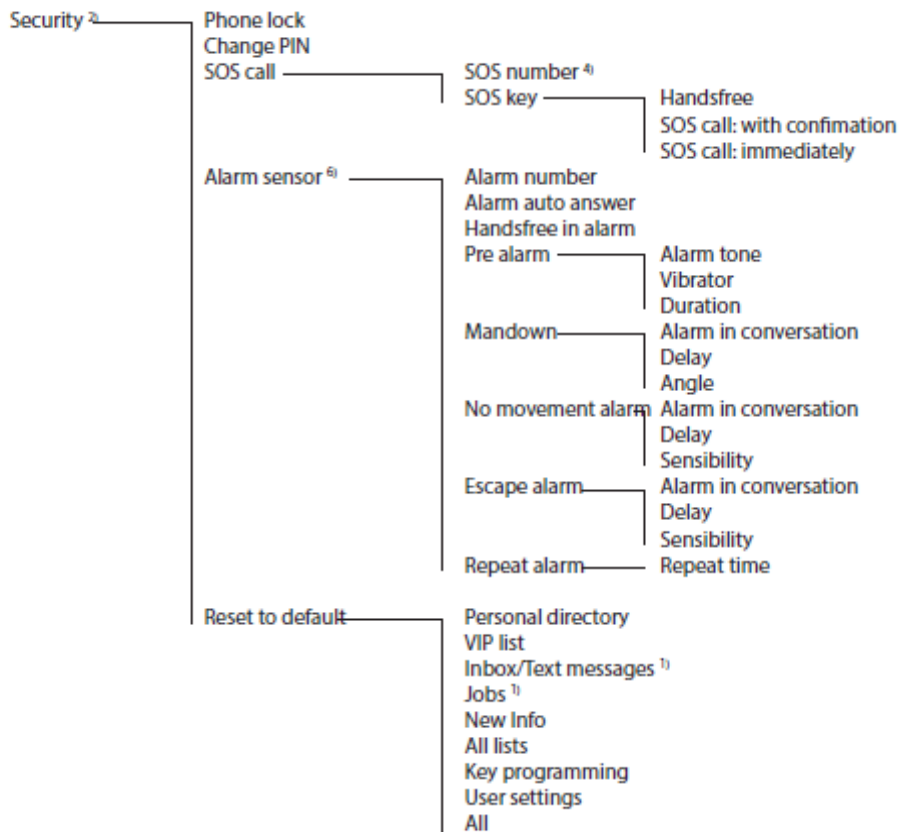 Security 2)
Phone lock
Change PIN
SOS call
SOS number 4)
SOS key
Handsfree
SOS call: with confimation
SOS call: immediately
Alarm sensor 6)
Alarm number
Alarm auto answer
Handsfree in alarm
Pre alarm
Alarm tone
Vibrator
Duration
Mandown
Alarm in conversation
Delay
Angle
No movement alarm
Alarm in conversation
Delay
Sensibility
Escape alarm
Alarm in conversation
Delay
Sensibility
Repeat alarm
Repeat time
Reset to default
Personal directory
VIP list
Inbox/Text messages 1)
Jobs 1)
New Info
All lists
Key programming
User settings
All